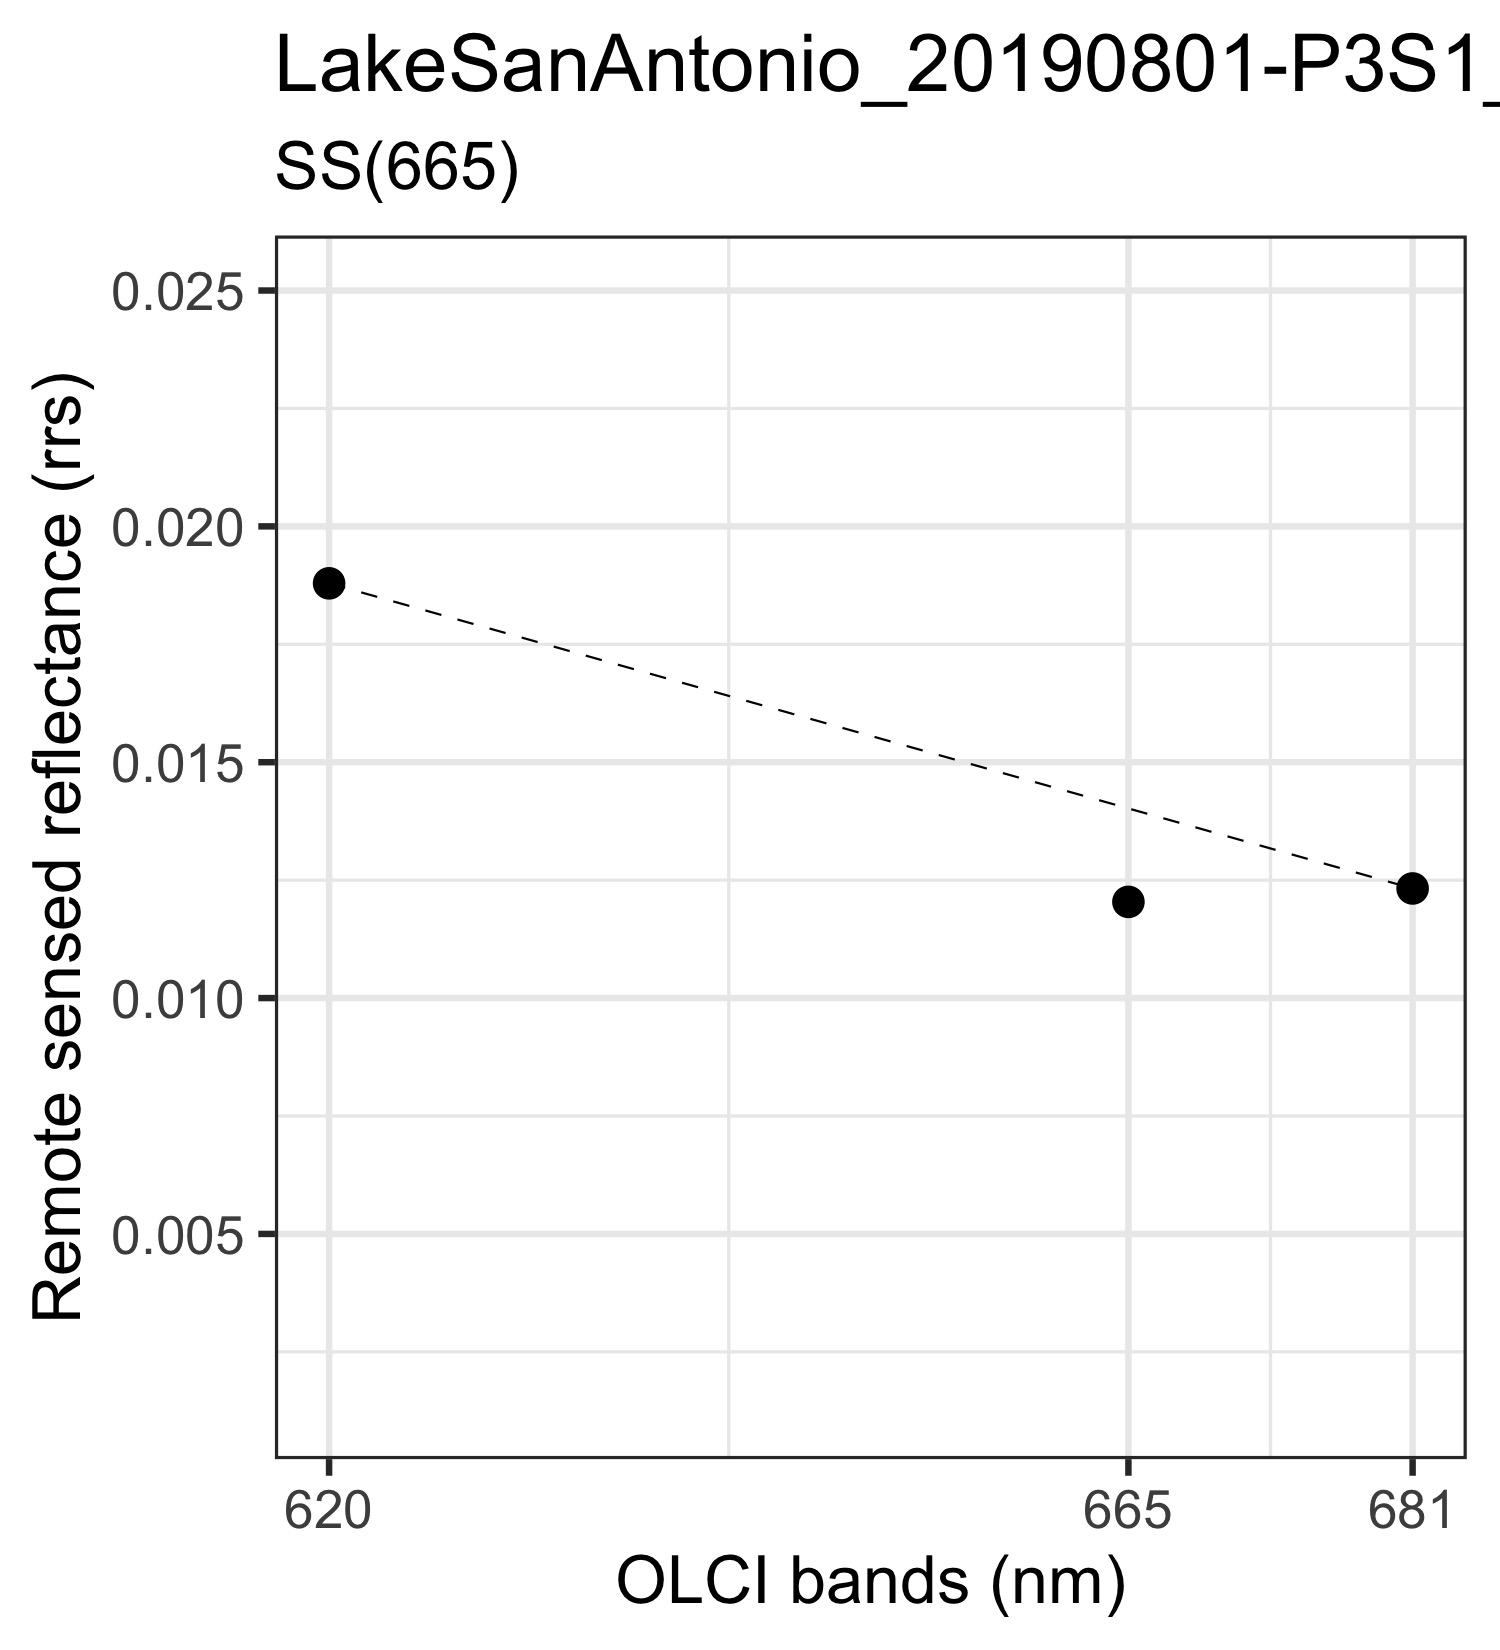 LakeSanAntonio_20190801-P3S1_
SS(665)
Remote sensed reflectance (rrs)
0.025
0.020
0.015
0.010
0.005
620 665 681
OLCI bands (nm)